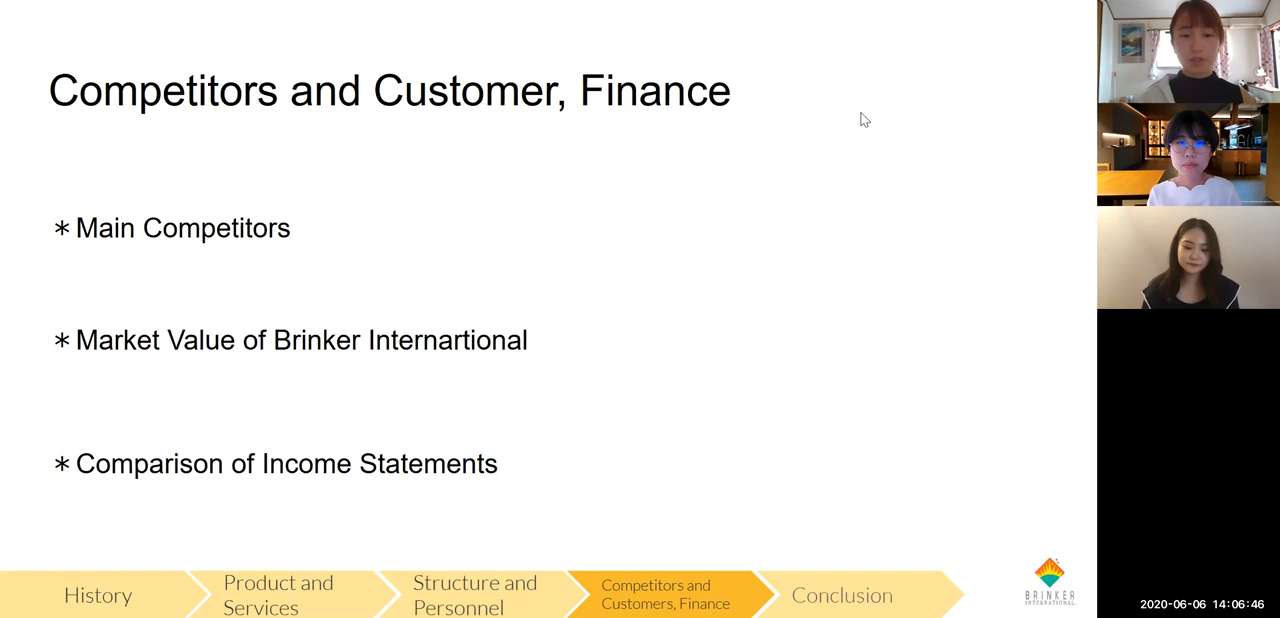 Competitors and Customer, Finance
* Main Competitors
* Market Value of Brinker Internartional
* Comparison of Income Statements
History
Product and
Services
Structure and
Personnel
Competitors and
Customers, Finance
Conclusion
BRINKER
INTERNATIONAL
2020-06-06 14:06:46